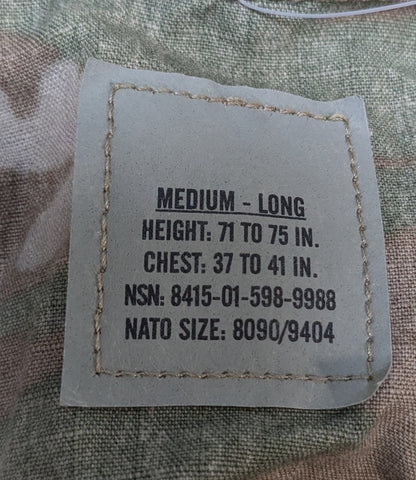 MEDIUM - LONG
HEIGHT: 71 TO 75 IN.
CHEST: 37 TO 41 IN.
NSN: 8415-01-598-9988
NATO SIZE: 8090/9404